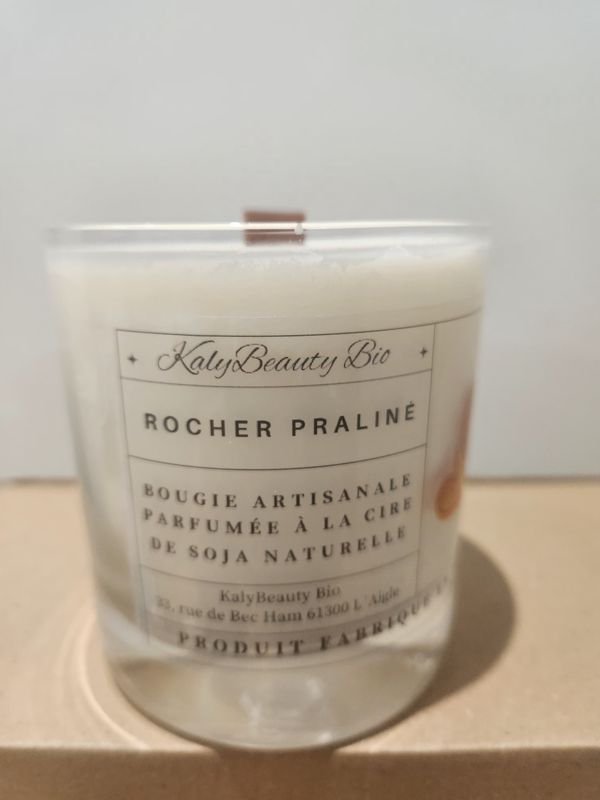 KalyBeauty Bio
ROCHER PRALINÉ
BOUGIE ARTISANALE
PARFUMÉE À LA CIRE
DE SOJA NATURELLE
KalyBeauty Bio
33, rue de Bec Ham 61300 L'Aigle
PRODUIT FABRIQUÉ